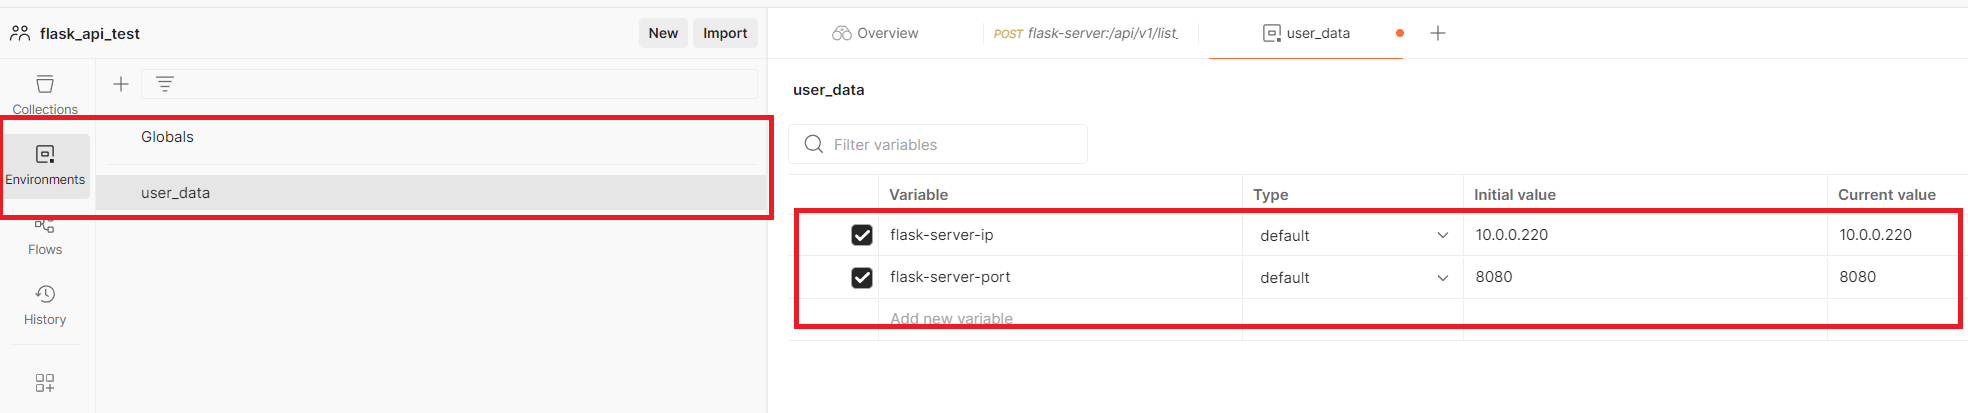 flask_api_test
New
Import
Overview
POST flask-server:/api/v1/list_
user_data
Collections
Environments
Flows
History
Globals
user_data
user_data
Filter variables
Variable Type Initial value Current value
flask-server-ip default 10.0.0.220 10.0.0.220
flask-server-port default 8080 8080
Add new variable